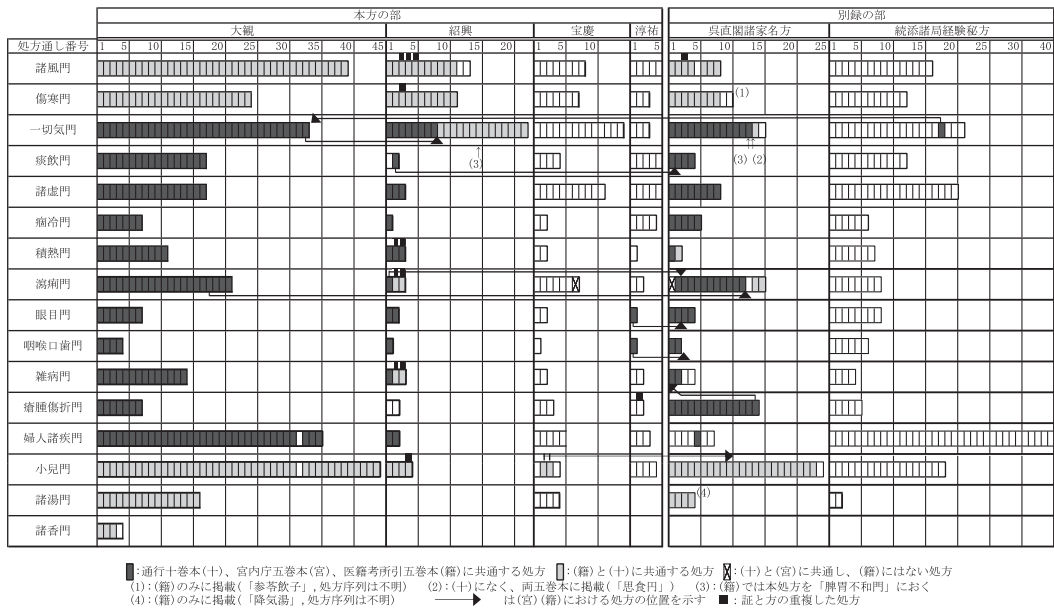 本方の部 別録の部
大観 紹興 宝慶 淳祐 呉直閣諸家名方 続添諸局経験秘方
処方通し番号 1 5 10 15 20 25 30 35 40 45 1 5 10 15 20 1 5 10 1 5 1 5 10 15 20 25 1 5 10 15 20 25 30 40
諸風門
傷寒門 (1)
一切気門 (3) (3) (2)
痰飲門
諸虚門
痼冷門
積熱門
瀉痢門
眼目門
咽喉口歯門
雑病門
瘡腫傷折門
婦人諸疾門
小兒門
諸湯門 (4)
諸香門
:通行十巻本(十)、宮内庁五巻本(宮)、医籍考所引五巻本(籍)に共通する処方 :(籍)と(十)に共通する処方 :(十)と(宮)に共通し、(籍)にはない処方
(1):(籍)のみに掲載(「参苓飲子」,処方序列は不明) (2):(十)になく、両五巻本に掲載(「思食円」) (3):(籍)では本処方を「脾胃不和門」におく
(4):(籍)のみに掲載(「降気湯」,処方序列は不明) は(宮)(籍)における処方の位置を示す :証と方の重複した処方